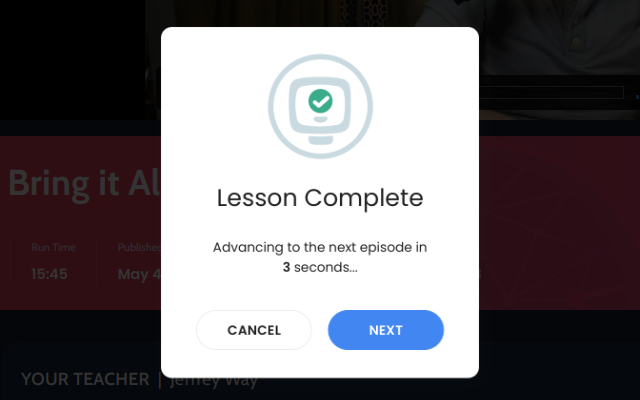 Lesson Complete
Advancing to the next episode in
3 seconds...
CANCEL
NEXT
Bring it Al
Run Time
Published
15:45
May 4
YOUR TEACHER | Jeffrey Way